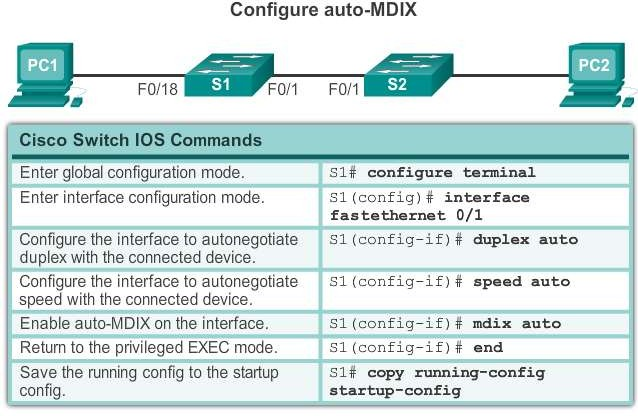 Configure auto-MDIX
PC1
S1
S2
PC2
F0/18
F0/1
F0/1
Cisco Switch IOS Commands
Enter global configuration mode.
S1# configure terminal
Enter interface configuration mode.
S1(config)# interface
fastethernet 0/1
Configure the interface to autonegotiate
duplex with the connected device.
S1(config-if)# duplex auto
Configure the interface to autonegotiate
speed with the connected device.
S1(config-if)# speed auto
Enable auto-MDIX on the interface.
S1(config-if)# mdix auto
Return to the privileged EXEC mode.
S1(config-if)# end
Save the running config to the startup
config.
S1# copy running-config
startup-config